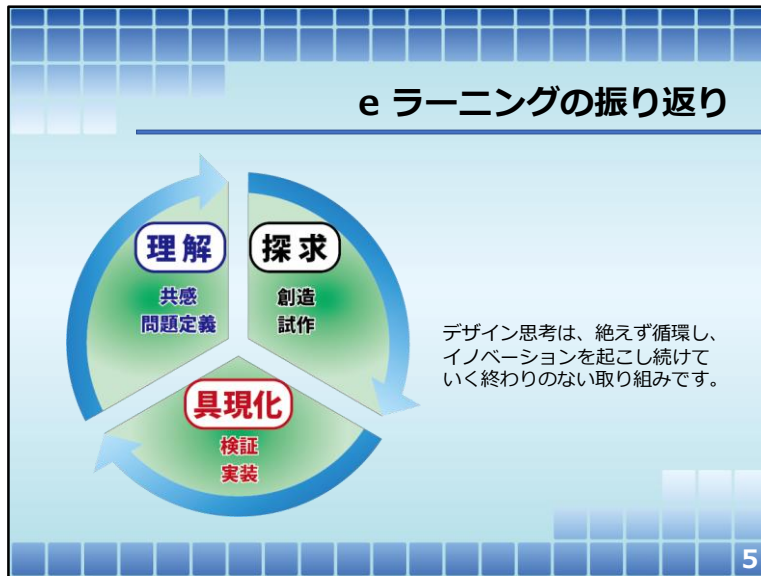 e ラーニングの振り返り
理解
共感
問題定義
探求
創造
試作
具現化
検証
実装
デザイン思考は、絶えず循環し、
イノベーションを起こし続けて
いく終わりのない取り組みです。
5